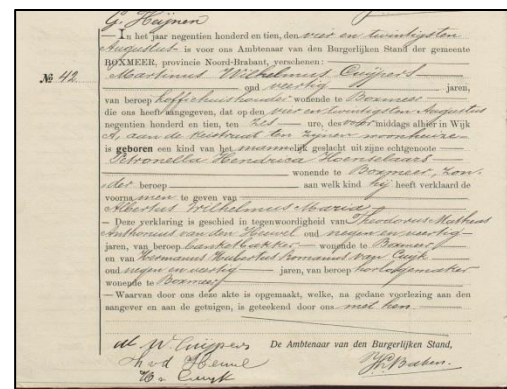 G. Heijnen
In het jaar negentien honderd en tien, den vier en twintigsten
Augustus is voor ons Ambtenaar van den Burgerlijken Stand der gemeente
BOXMEER, provincie Noord-Brabant, verschenen:
№ 42. Martinus Wilhelmus Cuijpers
oud veertig jaren,
van beroep koffiehuishouder wonende te Boxmeer
die ons heeft aangegeven, dat op den vier en twintigsten Augustus
negentien honderd en tien, ten zes ure, des voor middags alhier in Wijk
A, aan de ten zijnen woonhuize
is geboren een kind van het mannelijk geslacht uit zijne echtgenoote
Petronella Hendrica Hoenselaars
wonende te Boxmeer, zon-
der beroep aan welk kind hij heeft verklaard de
voornamen te geven van
Albertus Wilhelmus Maria
— Deze verklaring is geschied in tegenwoordigheid van Theodorus Mathias
Anthonius van den Heuvel oud negen en veertig
jaren, van beroep banketbakker wonende te Boxmeer,
en van Hermanus Hubertus Romanus van Cuyk
oud negen en veertig jaren, van beroep horlogemaker
wonende te Boxmeer
— Waarvan door ons deze akte is opgemaakt, welke, na gedane voorlezing aan den
aangever en aan de getuigen, is geteekend door ons met hen.
M. W. Cuijpers
De Ambtenaar van den Burgerlijken Stand,
Th v d Heuvel
H v Cuyk